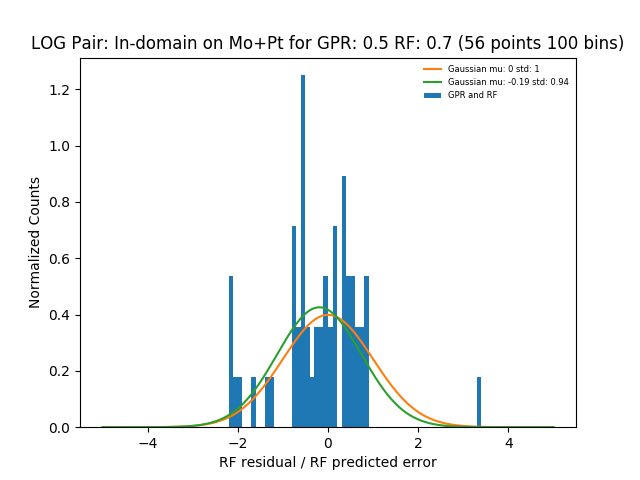 LOG Pair: In-domain on Mo+Pt for GPR: 0.5 RF: 0.7 (56 points 100 bins)
Gaussian mu: 0 std: 1
Gaussian mu: -0.19 std: 0.94
GPR and RF
Normalized Counts
1.2
1.0
0.8
0.6
0.4
0.2
0.0
−4 −2 0 2 4
RF residual / RF predicted error